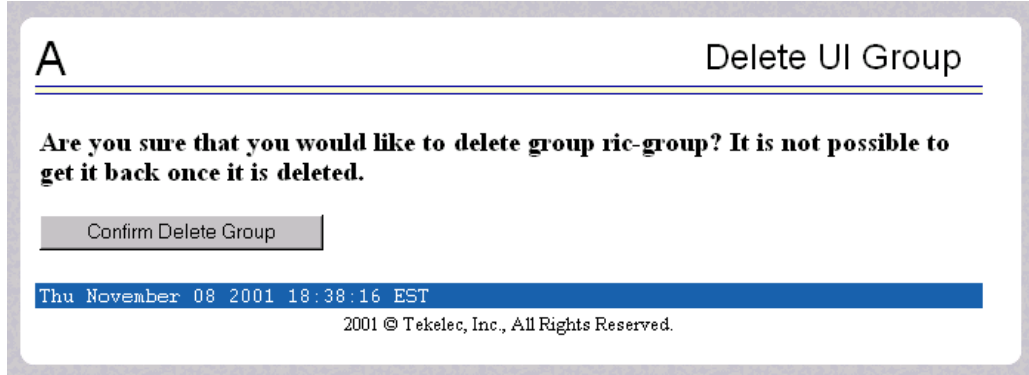 A
Delete UI Group
Are you sure that you would like to delete group ric-group? It is not possible to
get it back once it is deleted.
Confirm Delete Group
Thu November 08 2001 18:38:16 EST
2001 © Tekelec, Inc., All Rights Reserved.